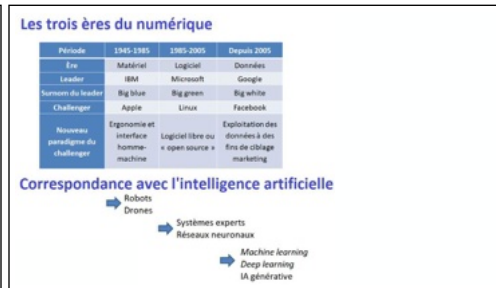 Les trois ères du numérique
Période 1945-1985 1985-2005 Depuis 2005
Ère Matériel Logiciel Données
Leader IBM Microsoft Google
Surnom du leader Big blue Big green Big white
Challenger Apple Linux Facebook
Nouveau paradigme du challenger Ergonomie et interface homme-machine Logiciel libre ou « open source » Exploitation des données à des fins de ciblage marketing
Correspondance avec l'intelligence artificielle
Robots
Drones
Systèmes experts
Réseaux neuronaux
Machine learning
Deep learning
IA générative